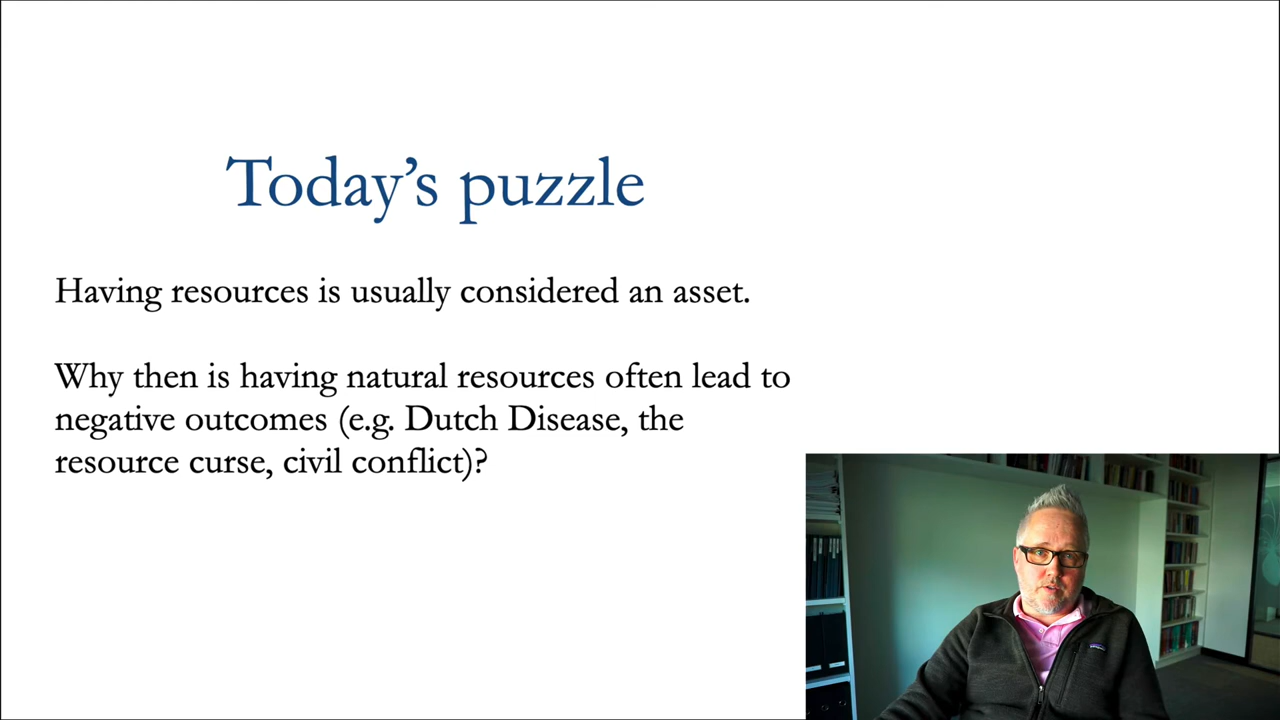 Today's puzzle
Having resources is usually considered an asset.
Why then is having natural resources often lead to
negative outcomes (e.g. Dutch Disease, the
resource curse, civil conflict)?